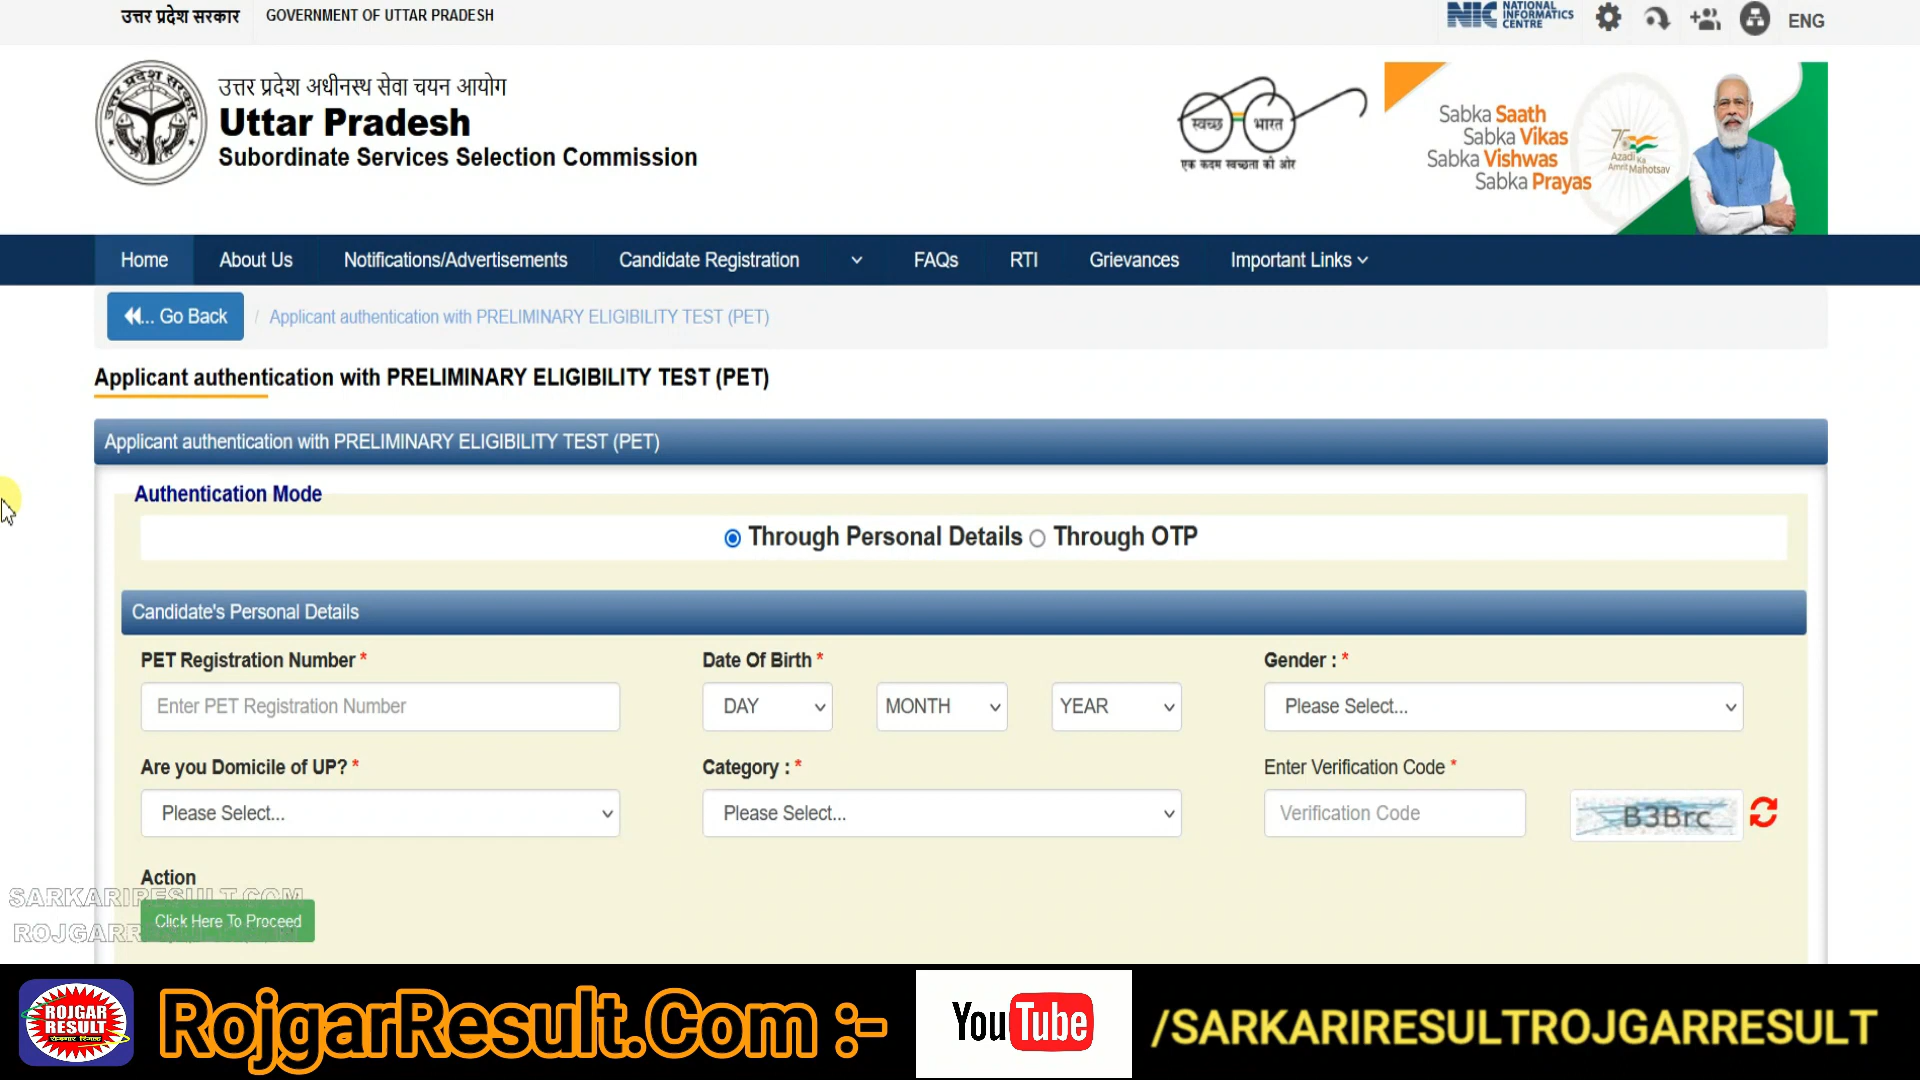 उत्तर प्रदेश सरकार GOVERNMENT OF UTTAR PRADESH NIC NATIONAL INFORMATICS CENTRE ENG
उत्तर प्रदेश सरकार
उत्तर प्रदेश अधीनस्थ सेवा चयन आयोग
Uttar Pradesh
Subordinate Services Selection Commission
स्वच्छ भारत
एक कदम स्वच्छता की ओर
Sabka Saath
Sabka Vikas
Sabka Vishwas
Sabka Prayas
75
Azadi Ka
Amrit Mahotsav
Home About Us Notifications/Advertisements Candidate Registration FAQs RTI Grievances Important Links
... Go Back / Applicant authentication with PRELIMINARY ELIGIBILITY TEST (PET)
Applicant authentication with PRELIMINARY ELIGIBILITY TEST (PET)
Applicant authentication with PRELIMINARY ELIGIBILITY TEST (PET)
Authentication Mode
Through Personal Details Through OTP
Candidate's Personal Details
PET Registration Number * Date Of Birth * Gender : *
Enter PET Registration Number DAY MONTH YEAR Please Select...
Are you Domicile of UP? * Category : * Enter Verification Code *
Please Select... Please Select... Verification Code B3Brc
Action
SARKARIRESULT.COM
Click Here To Proceed
ROJGAR RESULT रोजगार रिजल्ट RojgarResult.Com :- YouTube /SARKARIRESULTROJGARRESULT